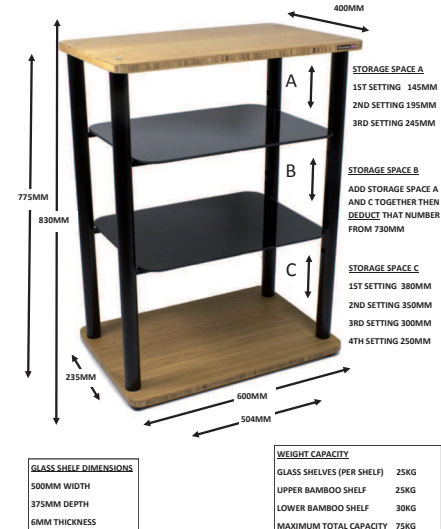 400MM
A
STORAGE SPACE A
1ST SETTING 145MM
2ND SETTING 195MM
3RD SETTING 245MM
B
STORAGE SPACE B
ADD STORAGE SPACE A
AND C TOGETHER THEN
DEDUCT THAT NUMBER
FROM 730MM
775MM
830MM
C
STORAGE SPACE C
1ST SETTING 380MM
2ND SETTING 350MM
3RD SETTING 300MM
4TH SETTING 250MM
235MM
600MM
504MM
GLASS SHELF DIMENSIONS
500MM WIDTH
375MM DEPTH
6MM THICKNESS
WEIGHT CAPACITY
GLASS SHELVES (PER SHELF) 25KG
UPPER BAMBOO SHELF 25KG
LOWER BAMBOO SHELF 30KG
MAXIMUM TOTAL CAPACITY 75KG